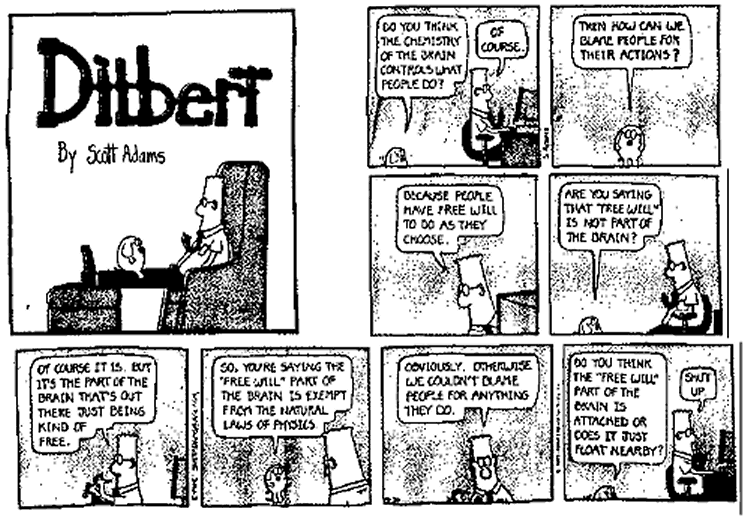 Dilbert
By Scott Adams
DO YOU THINK
THE CHEMISTRY
OF THE BRAIN
CONTROLS WHAT
PEOPLE DO?
OF
COURSE.
THEN HOW CAN WE
BLAME PEOPLE FOR
THEIR ACTIONS?
BECAUSE PEOPLE
HAVE FREE WILL
TO DO AS THEY
CHOOSE.
ARE YOU SAYING
THAT "FREE WILL"
IS NOT PART OF
THE BRAIN?
OF COURSE IT IS. BUT
IT'S THE PART OF THE
BRAIN THAT'S OUT
THERE JUST BEING
KIND OF
FREE.
SO, YOU'RE SAYING THE
"FREE WILL" PART OF
THE BRAIN IS EXEMPT
FROM THE NATURAL
LAWS OF PHYSICS.
OBVIOUSLY. OTHERWISE
WE COULDN'T BLAME
PEOPLE FOR ANYTHING
THEY DO.
DO YOU THINK
THE "FREE WILL"
PART OF THE
BRAIN IS
ATTACHED OR
DOES IT JUST
FLOAT NEARBY?
SHUT
UP.